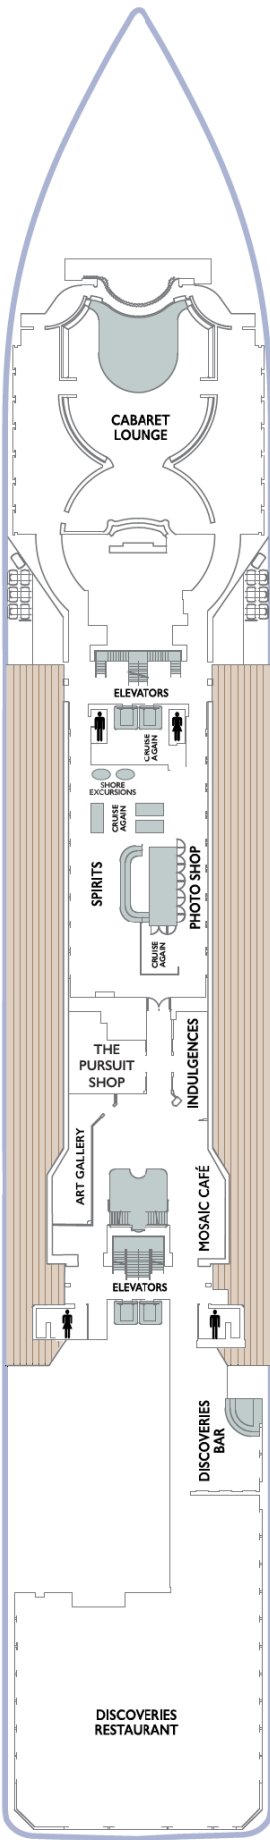 CABARET
LOUNGE
ELEVATORS
CRUISE
AGAIN
SHORE
EXCURSIONS
CRUISE
AGAIN
SPIRITS
PHOTO SHOP
CRUISE
AGAIN
THE
PURSUIT
SHOP
INDULGENCES
ART GALLERY
MOSAIC CAFÉ
ELEVATORS
DISCOVERIES
BAR
DISCOVERIES
RESTAURANT